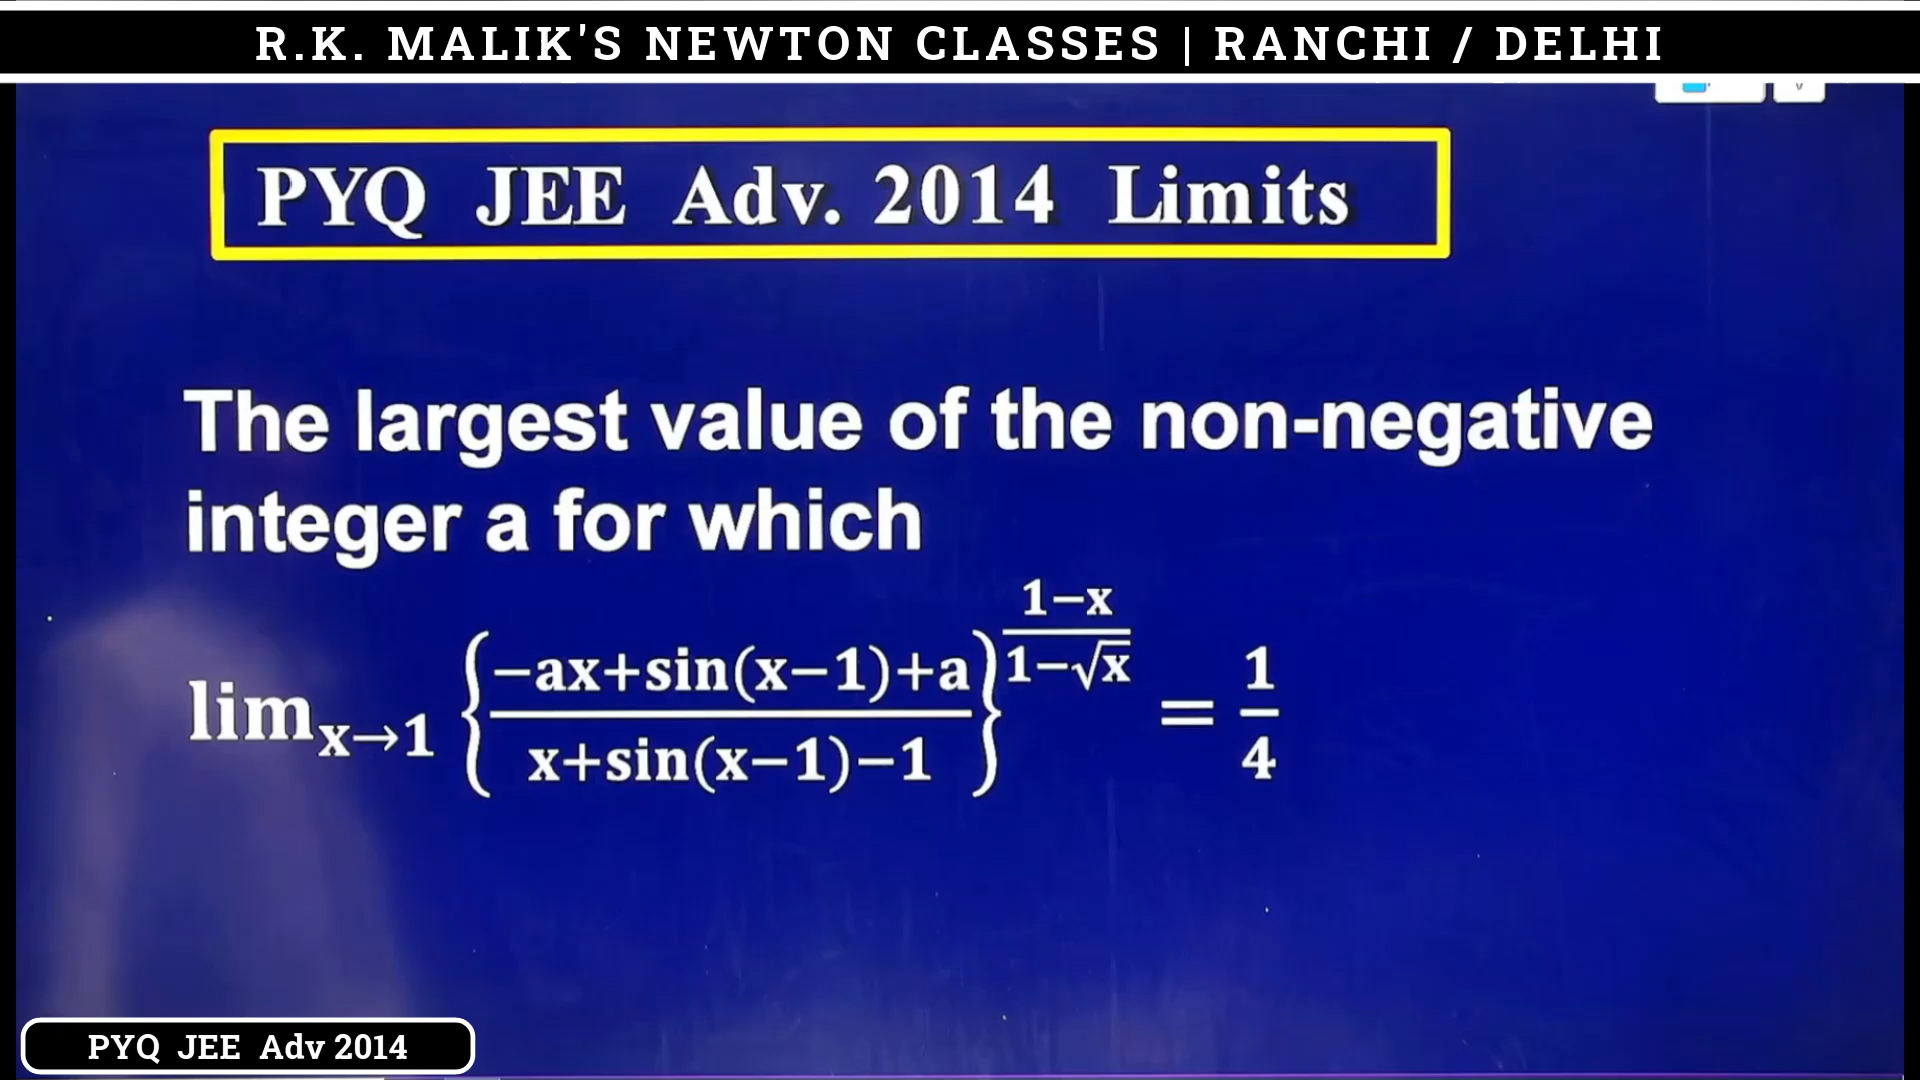 R.K. MALIK'S NEWTON CLASSES | RANCHI / DELHI
PYQ JEE Adv. 2014 Limits
The largest value of the non-negative
integer a for which
lim_{x→1} {(-ax+sin(x-1)+a)/(x+sin(x-1)-1)}^{(1-x)/(1-√x)} = 1/4
PYQ JEE Adv 2014